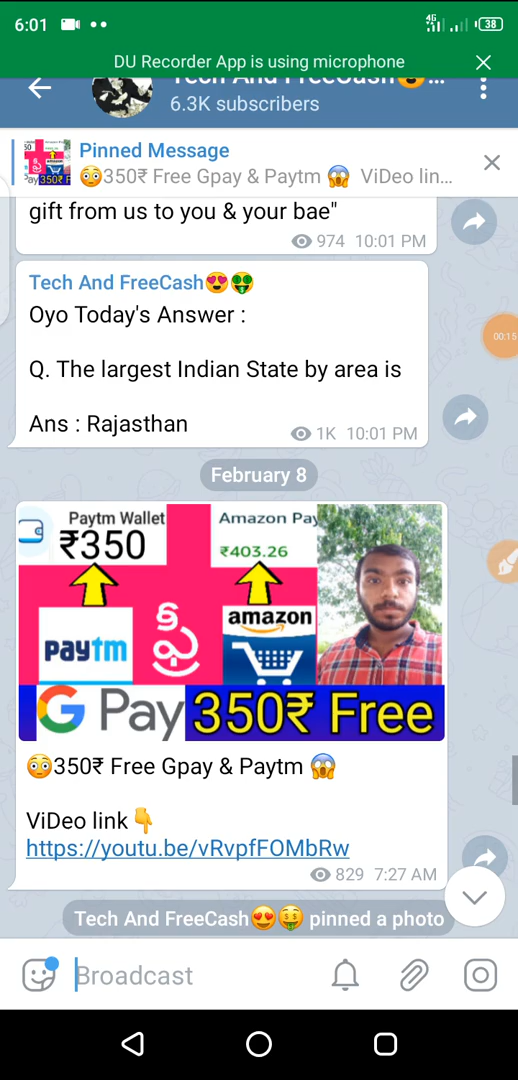 6:01
4G
38
DU Recorder App is using microphone
6.3K subscribers
Pinned Message
😳350₹ Free Gpay & Paytm 😱 ViDeo lin...
gift from us to you & your bae"
974 10:01 PM
Tech And FreeCash😍🤑
Oyo Today's Answer :
Q. The largest Indian State by area is
Ans : Rajasthan
1K 10:01 PM
00:15
February 8
Paytm Wallet
₹350
Amazon Pay
₹403.26
paytm
amazon
G Pay 350₹ Free
😳350₹ Free Gpay & Paytm 😱
ViDeo link👇
https://youtu.be/vRvpfFOMbRw
829 7:27 AM
Tech And FreeCash😍🤑 pinned a photo
Broadcast